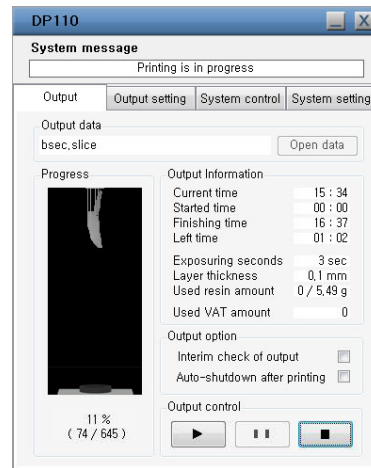 DP110
System message
Printing is in progress
Output Output setting System control System setting
Output data
bsec,slice Open data
Progress
11 %
( 74 / 645 )
Output Information
Current time 15 : 34
Started time 00 : 00
Finishing time 16 : 37
Left time 01 : 02
Exposuring seconds 3 sec
Layer thickness 0,1 mm
Used resin amount 0 / 5,49 g
Used VAT amount 0
Output option
Interim check of output
Auto-shutdown after printing
Output control